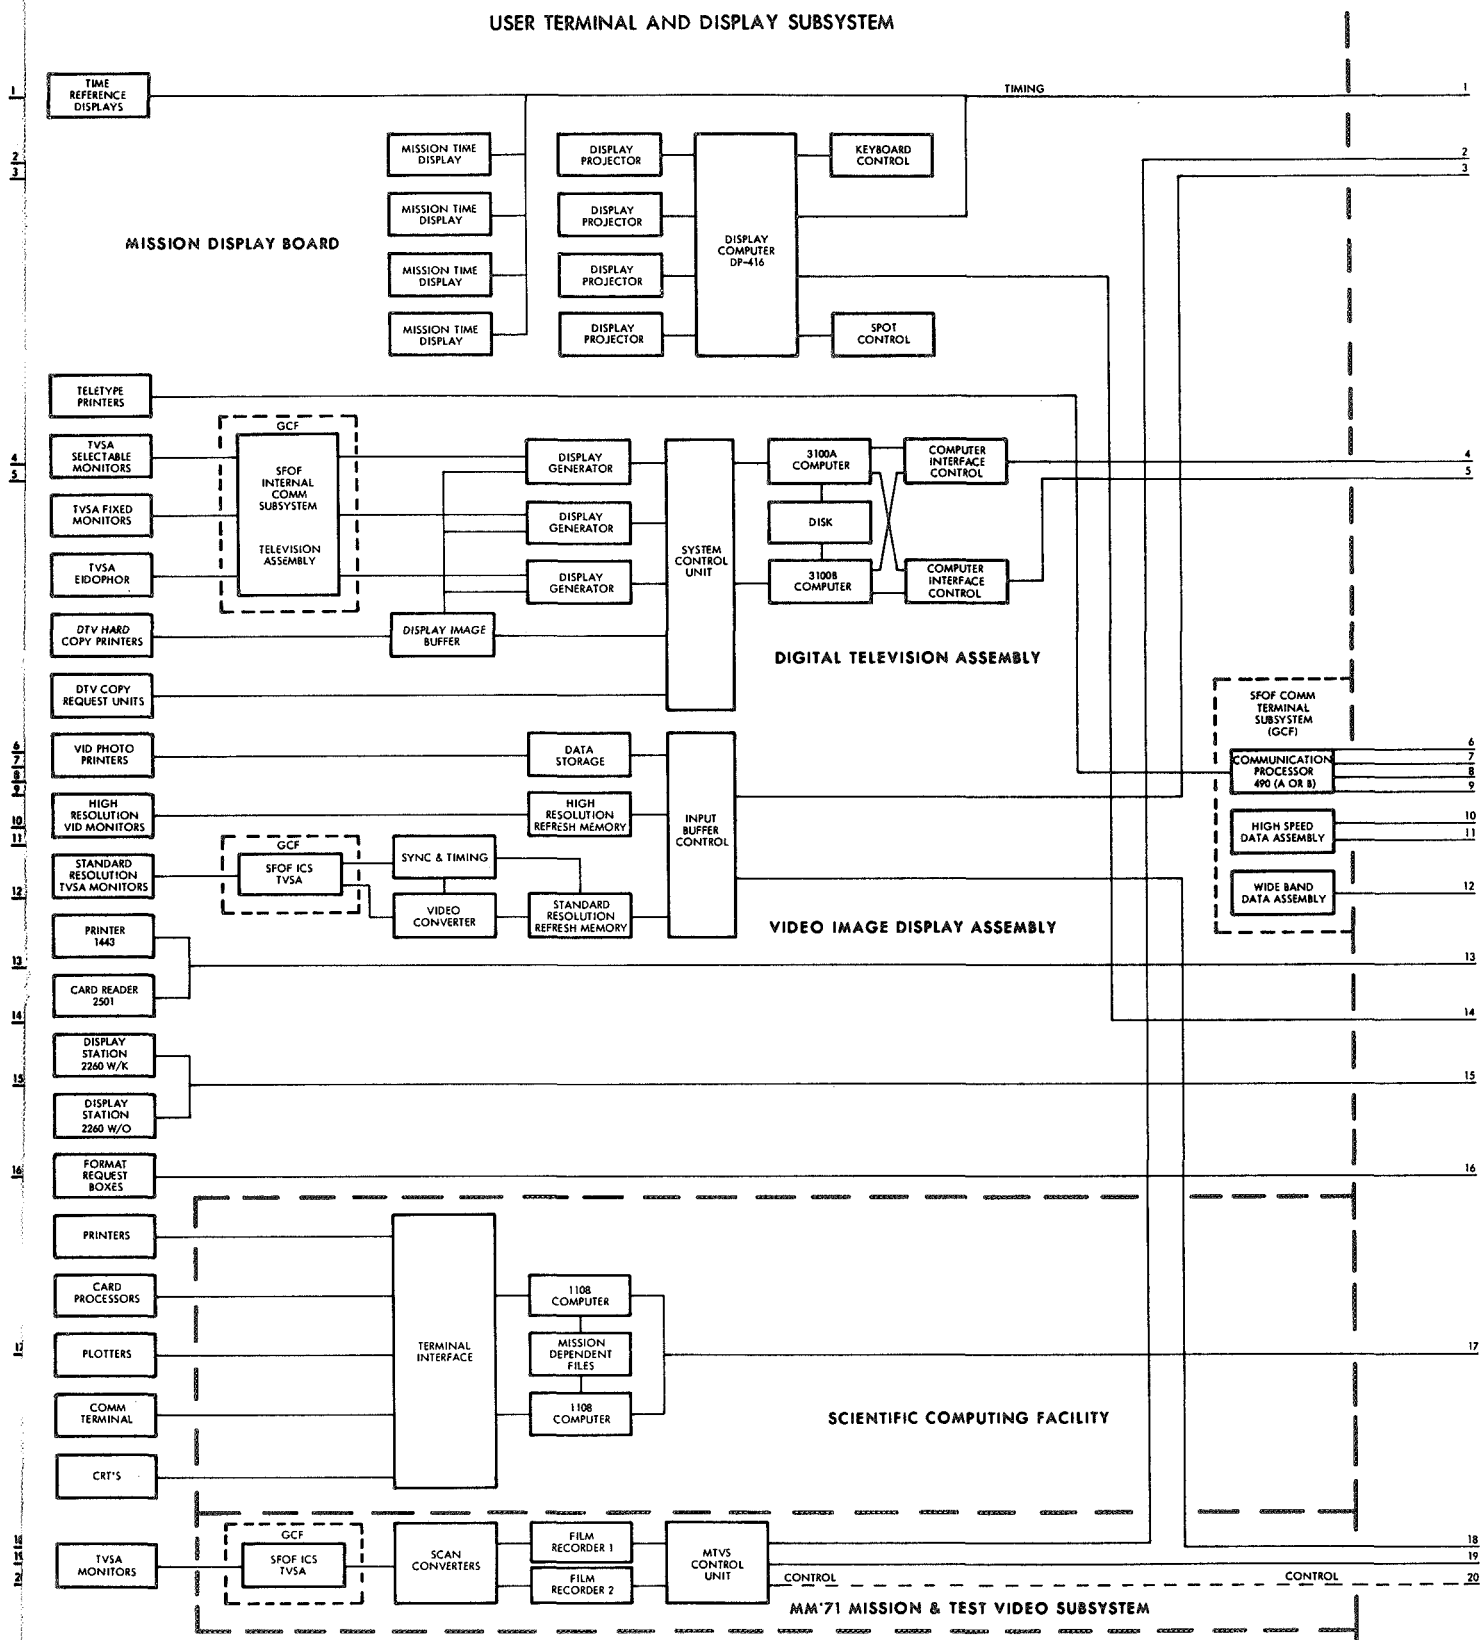 USER TERMINAL AND DISPLAY SUBSYSTEM
TIME
REFERENCE
DISPLAYS
TIMING
1
1
MISSION TIME
DISPLAY
DISPLAY
PROJECTOR
KEYBOARD
CONTROL
2
3
2
3
MISSION TIME
DISPLAY
DISPLAY
PROJECTOR
DISPLAY
COMPUTER
DP-416
MISSION DISPLAY BOARD
MISSION TIME
DISPLAY
DISPLAY
PROJECTOR
MISSION TIME
DISPLAY
DISPLAY
PROJECTOR
SPOT
CONTROL
TELETYPE
PRINTERS
GCF
TVSA
SELECTABLE
MONITORS
SFOF
INTERNAL
COMM
SUBSYSTEM
TELEVISION
ASSEMBLY
DISPLAY
GENERATOR
3100A
COMPUTER
COMPUTER
INTERFACE
CONTROL
4
5
4
5
TVSA FIXED
MONITORS
DISPLAY
GENERATOR
DISK
SYSTEM
CONTROL
UNIT
TVSA
EIDOPHOR
DISPLAY
GENERATOR
3100B
COMPUTER
COMPUTER
INTERFACE
CONTROL
DTV HARD
COPY PRINTERS
DISPLAY IMAGE
BUFFER
DIGITAL TELEVISION ASSEMBLY
DTV COPY
REQUEST UNITS
SFOF COMM
TERMINAL
SUBSYSTEM
(GCF)
VID PHOTO
PRINTERS
DATA
STORAGE
COMMUNICATION
PROCESSOR
490 (A OR B)
6
7
8
9
6
7
8
9
HIGH
RESOLUTION
VID MONITORS
HIGH
RESOLUTION
REFRESH MEMORY
INPUT
BUFFER
CONTROL
HIGH SPEED
DATA ASSEMBLY
10
11
10
11
GCF
STANDARD
RESOLUTION
TVSA MONITORS
SFOF ICS
TVSA
SYNC & TIMING
WIDE BAND
DATA ASSEMBLY
12
12
VIDEO
CONVERTER
STANDARD
RESOLUTION
REFRESH MEMORY
VIDEO IMAGE DISPLAY ASSEMBLY
PRINTER
1443
13
13
CARD READER
2501
14
14
DISPLAY
STATION
2260 W/K
15
15
DISPLAY
STATION
2260 W/O
FORMAT
REQUEST
BOXES
16
16
PRINTERS
CARD
PROCESSORS
1108
COMPUTER
PLOTTERS
TERMINAL
INTERFACE
MISSION
DEPENDENT
FILES
17
COMM
TERMINAL
1108
COMPUTER
SCIENTIFIC COMPUTING FACILITY
CRT'S
GCF
TVSA
MONITORS
SFOF ICS
TVSA
SCAN
CONVERTERS
FILM
RECORDER 1
FILM
RECORDER 2
MTVS
CONTROL
UNIT
18
19
CONTROL
CONTROL
20
MM'71 MISSION & TEST VIDEO SUBSYSTEM